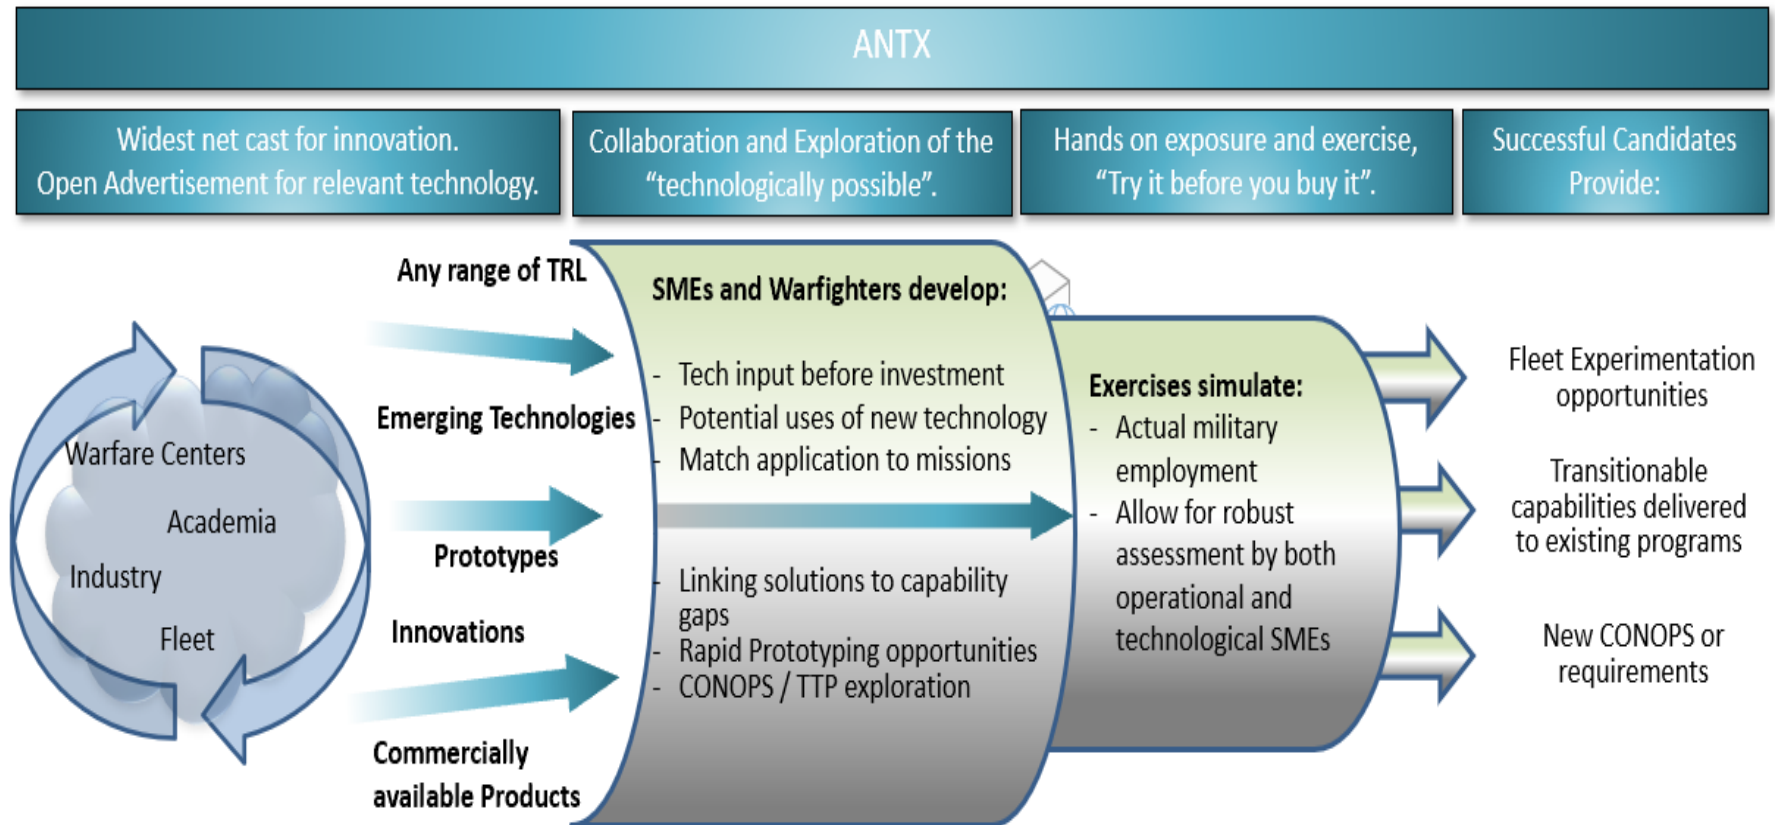 ANTX
Widest net cast for innovation.
Open Advertisement for relevant technology.
Collaboration and Exploration of the
“technologically possible”.
Hands on exposure and exercise,
“Try it before you buy it”.
Successful Candidates
Provide:
Warfare Centers
Academia
Industry
Fleet
Any range of TRL
Emerging Technologies
Prototypes
Innovations
Commercially
available Products
SMEs and Warfighters develop:
- Tech input before investment
- Potential uses of new technology
- Match application to missions
- Linking solutions to capability
gaps
- Rapid Prototyping opportunities
- CONOPS / TTP exploration
Exercises simulate:
- Actual military
employment
- Allow for robust
assessment by both
operational and
technological SMEs
Fleet Experimentation
opportunities
Transitionable
capabilities delivered
to existing programs
New CONOPS or
requirements